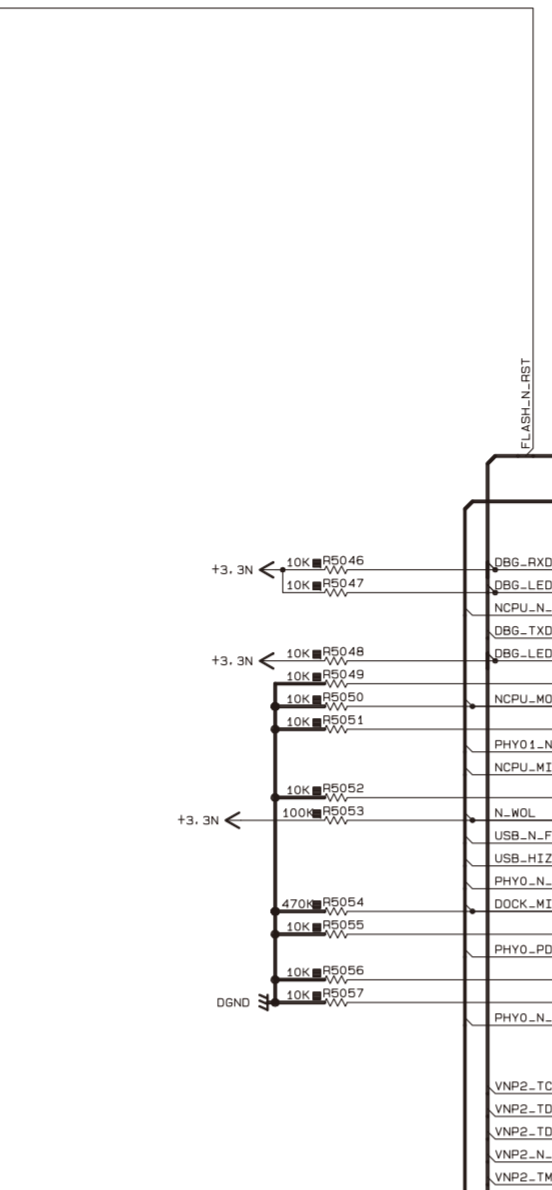 FLASH_N_RST
+3.3N 10K R5046 DBG_RXD
10K R5047 DBG_LED
NCPU_N_
DBG_TXD
+3.3N 10K R5048 DBG_LED
10K R5049
10K R5050 NCPU_MO
10K R5051
PHY01_N
NCPU_MI
10K R5052
+3.3N 100K R5053 N_WOL
USB_N_F
USB_HIZ
PHY0_N_
470K R5054 DOCK_MI
10K R5055
PHY0_PD
10K R5056
DGND 10K R5057
PHY0_N_
VNP2_TC
VNP2_TD
VNP2_TD
VNP2_N_
VNP2_TM